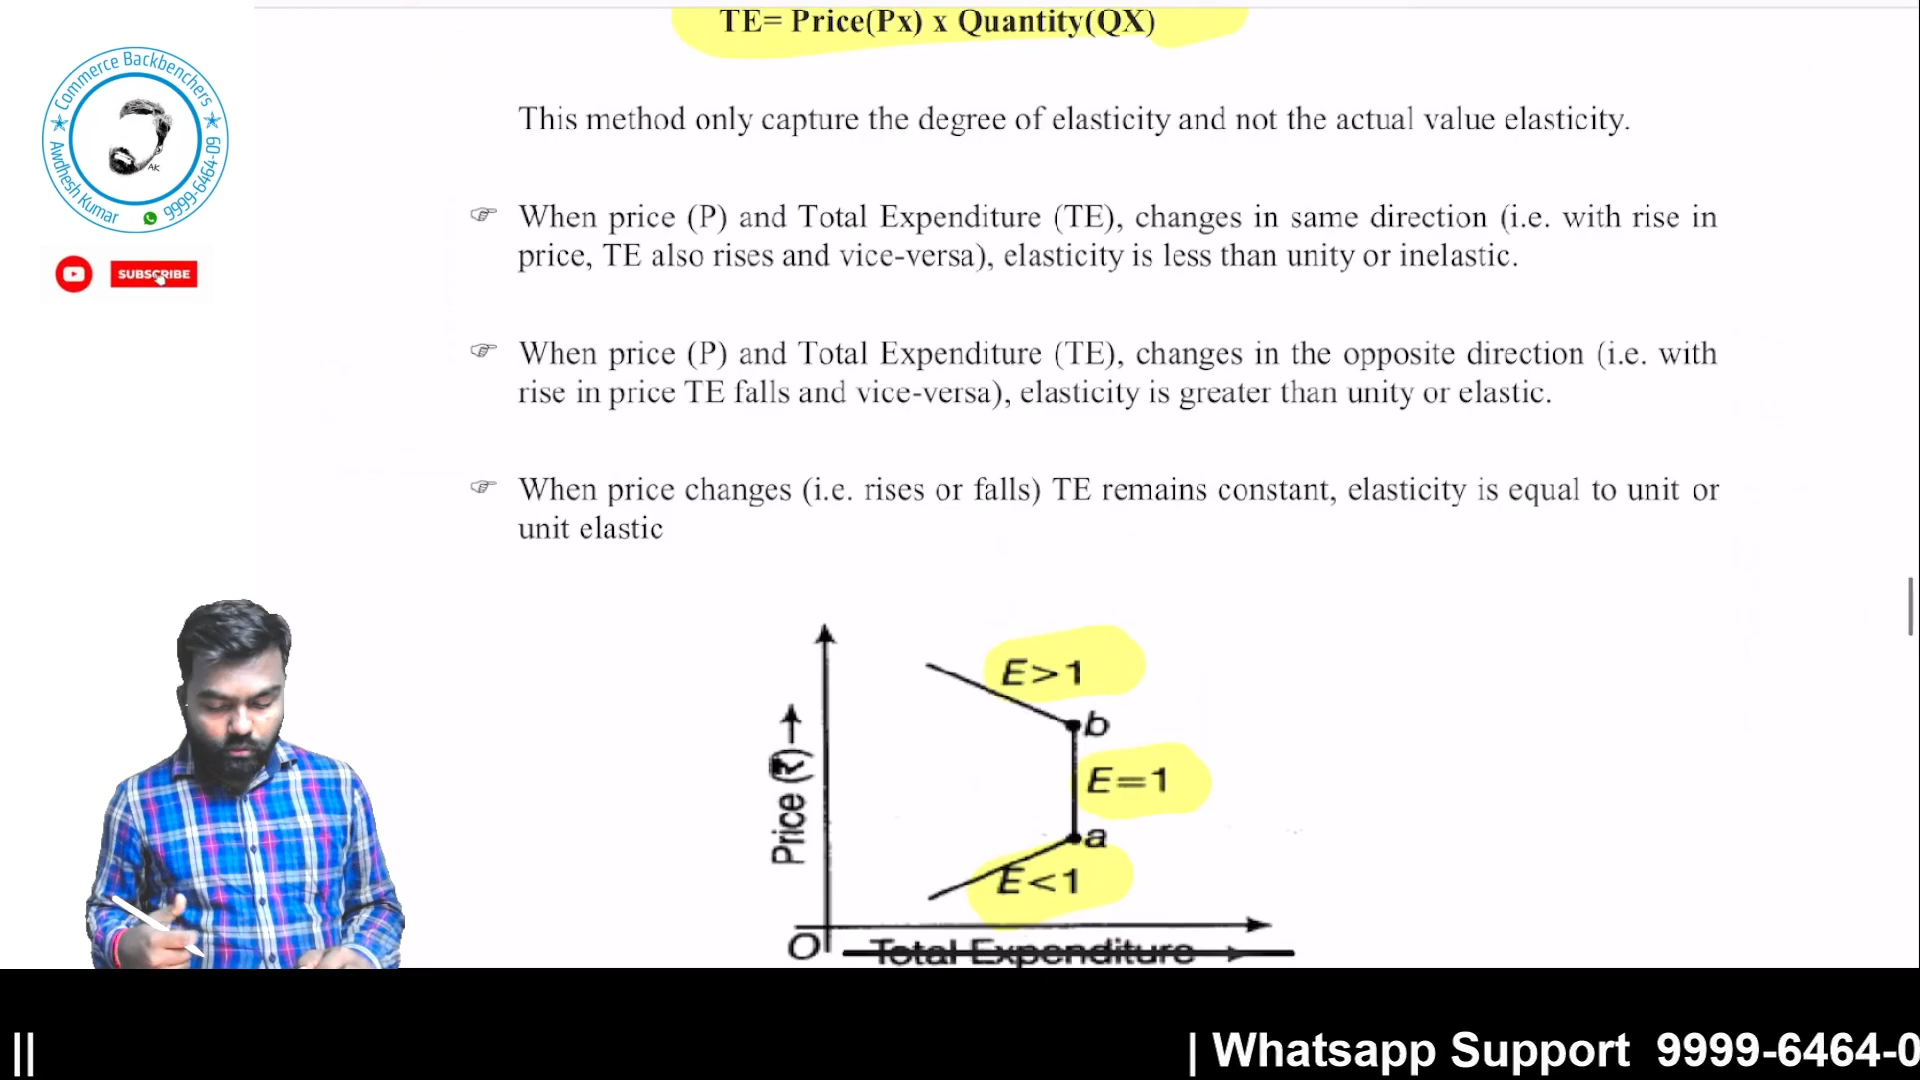 TE= Price(Px) x Quantity(QX)
Commerce Backbenchers
Awdhesh Kumar
9999-6464-09
AK
SUBSCRIBE
This method only capture the degree of elasticity and not the actual value elasticity.
When price (P) and Total Expenditure (TE), changes in same direction (i.e. with rise in
price, TE also rises and vice-versa), elasticity is less than unity or inelastic.
When price (P) and Total Expenditure (TE), changes in the opposite direction (i.e. with
rise in price TE falls and vice-versa), elasticity is greater than unity or elastic.
When price changes (i.e. rises or falls) TE remains constant, elasticity is equal to unit or
unit elastic
E>1
b
Price (₹)
E=1
a
E<1
O
Total Expenditure
|| | Whatsapp Support 9999-6464-0